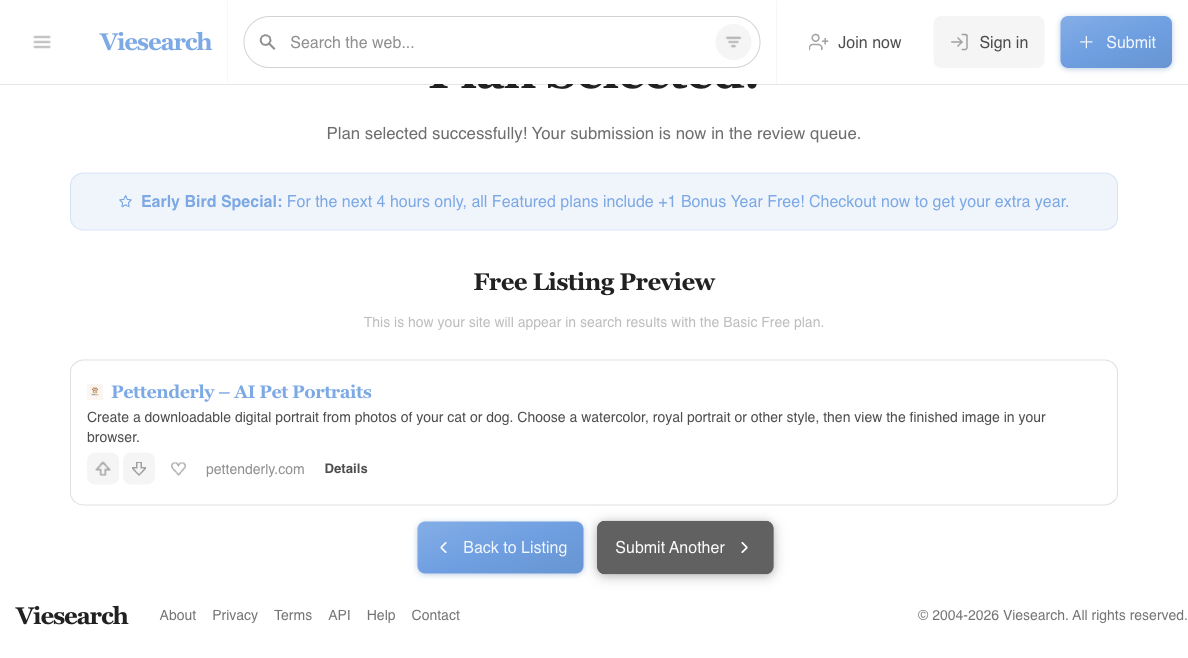 Viesearch
Search the web...
Join now
Sign in
Submit
Plan Selected!
Plan selected successfully! Your submission is now in the review queue.
Early Bird Special: For the next 4 hours only, all Featured plans include +1 Bonus Year Free! Checkout now to get your extra year.
Free Listing Preview
This is how your site will appear in search results with the Basic Free plan.
Pettenderly – AI Pet Portraits
Create a downloadable digital portrait from photos of your cat or dog. Choose a watercolor, royal portrait or other style, then view the finished image in your
browser.
pettenderly.com Details
Back to Listing
Submit Another
Viesearch About Privacy Terms API Help Contact © 2004-2026 Viesearch. All rights reserved.